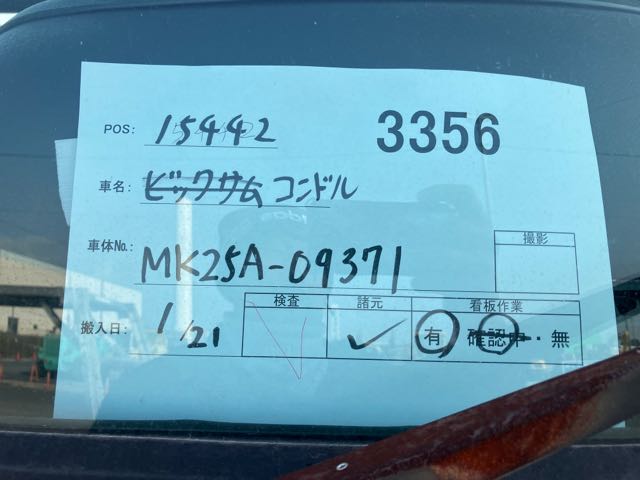 POS: 15442
3356
車名: ビックサム コンドル
車体No.: MK25A-09371
撮影
搬入日: 1/21
検査 諸元 看板作業
有・確認中・無